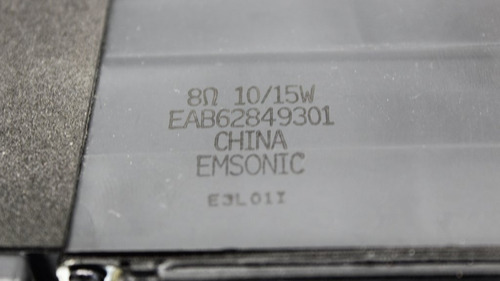 8Ω 10/15W
EAB62849301
CHINA
EMSONIC
E3L01I